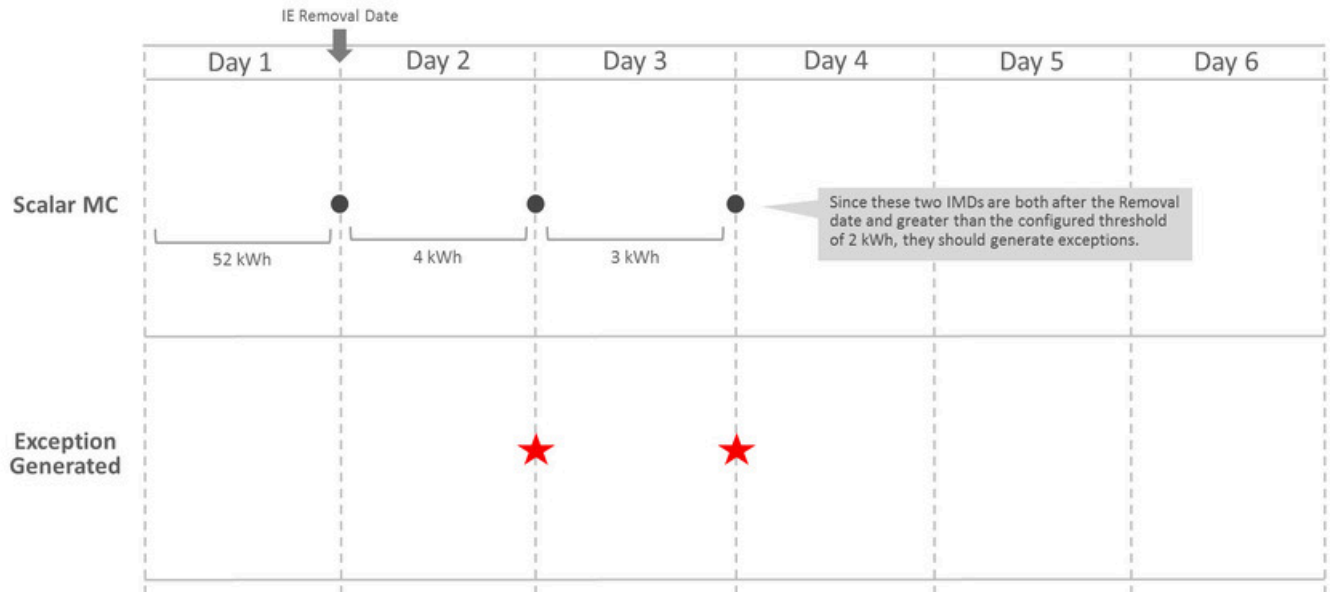 IE Removal Date
Day 1
Day 2
Day 3
Day 4
Day 5
Day 6
Scalar MC
Since these two IMDs are both after the Removal
date and greater than the configured threshold
of 2 kWh, they should generate exceptions.
52 kWh
4 kWh
3 kWh
Exception
Generated